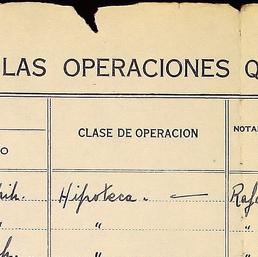 LAS OPERACIONES Q
CLASE DE OPERACION
NOTA
O
Hipoteca. —
"
"
"